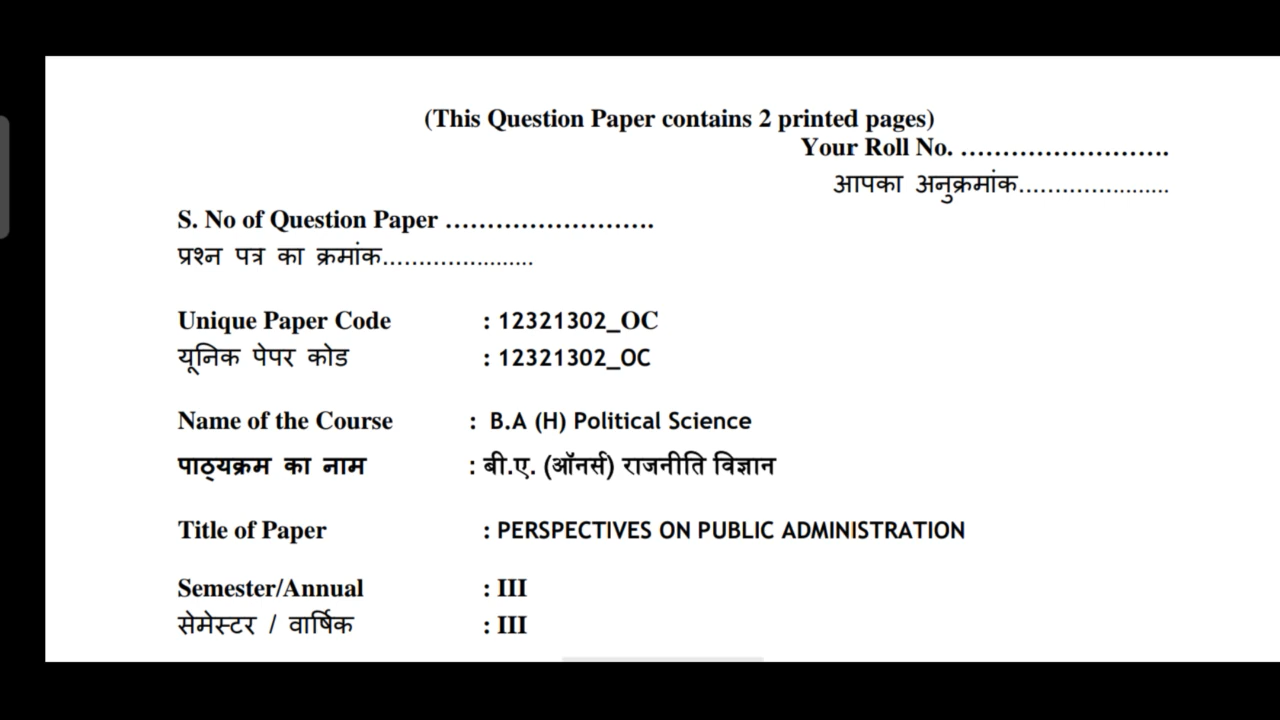 (This Question Paper contains 2 printed pages)
Your Roll No. ……………………. 
आपका अनुक्रमांक........................
S. No of Question Paper …………………….
प्रश्न पत्र का क्रमांक........................
Unique Paper Code : 12321302_OC
यूनिक पेपर कोड : 12321302_OC
Name of the Course : B.A (H) Political Science
पाठ्यक्रम का नाम : बी.ए. (ऑनर्स) राजनीति विज्ञान
Title of Paper : PERSPECTIVES ON PUBLIC ADMINISTRATION
Semester/Annual : III
सेमेस्टर / वार्षिक : III